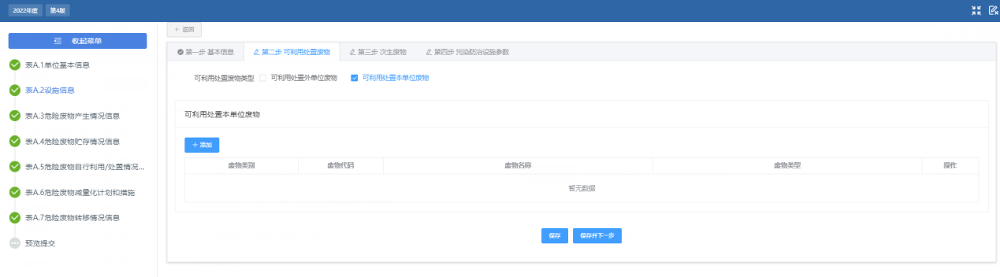 2022年度 第4版
← 返回
收起菜单
第一步 基本信息 第二步 可利用处置废物 第三步 次生废物 第四步 污染防治设施参数
表A.1单位基本信息
可利用处置废物类型 可利用处置外单位废物 可利用处置本单位废物
表A.2设施信息
表A.3危险废物产生情况信息
可利用处置本单位废物
表A.4危险废物贮存情况信息
+ 添加
表A.5危险废物自行利用/处置情况...
废物类别 废物代码 废物名称 废物类型 操作
暂无数据
表A.6危险废物减量化计划和措施
表A.7危险废物转移情况信息
保存 保存并下一步
预览提交